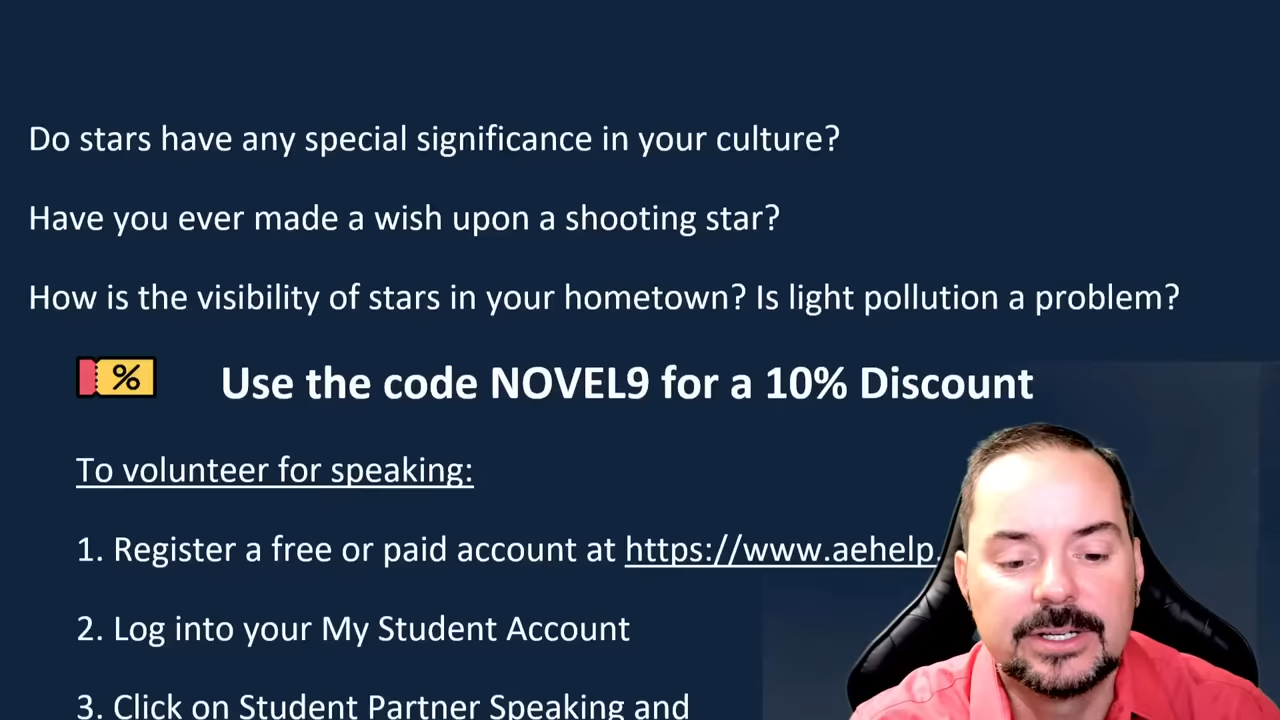 Do stars have any special significance in your culture?
Have you ever made a wish upon a shooting star?
How is the visibility of stars in your hometown? Is light pollution a problem?
% Use the code NOVEL9 for a 10% Discount
To volunteer for speaking:
1. Register a free or paid account at https://www.aehelp.
2. Log into your My Student Account
3. Click on Student Partner Speaking and